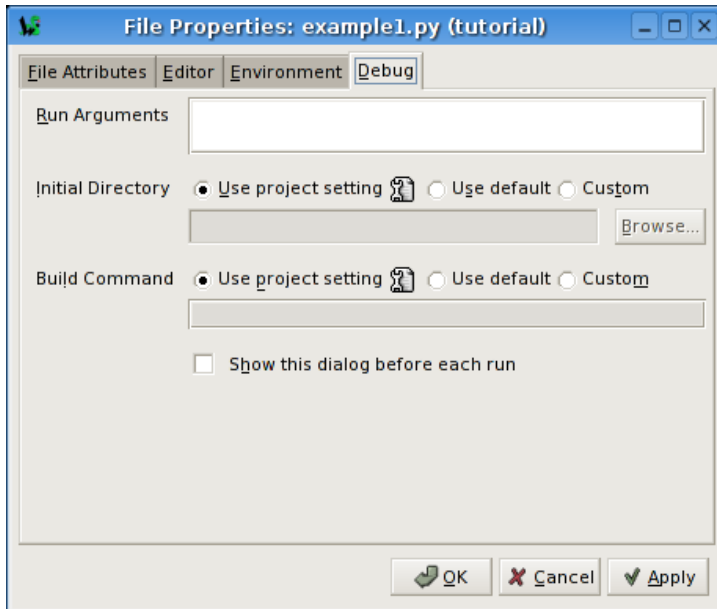 File Properties: example1.py (tutorial)
File Attributes Editor Environment Debug
Run Arguments
Initial Directory Use project setting Use default Custom
Browse...
Build Command Use project setting Use default Custom
Show this dialog before each run
OK Cancel Apply